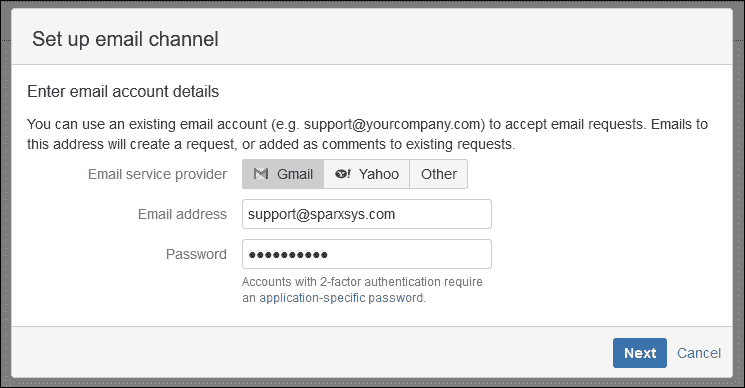 Set up email channel
Enter email account details
You can use an existing email account (e.g. support@yourcompany.com) to accept email requests. Emails to
this address will create a request, or added as comments to existing requests.
Email service provider Gmail Yahoo Other
Email address support@sparxsys.com
Password ●●●●●●●●●●
Accounts with 2-factor authentication require
an application-specific password.
Next Cancel